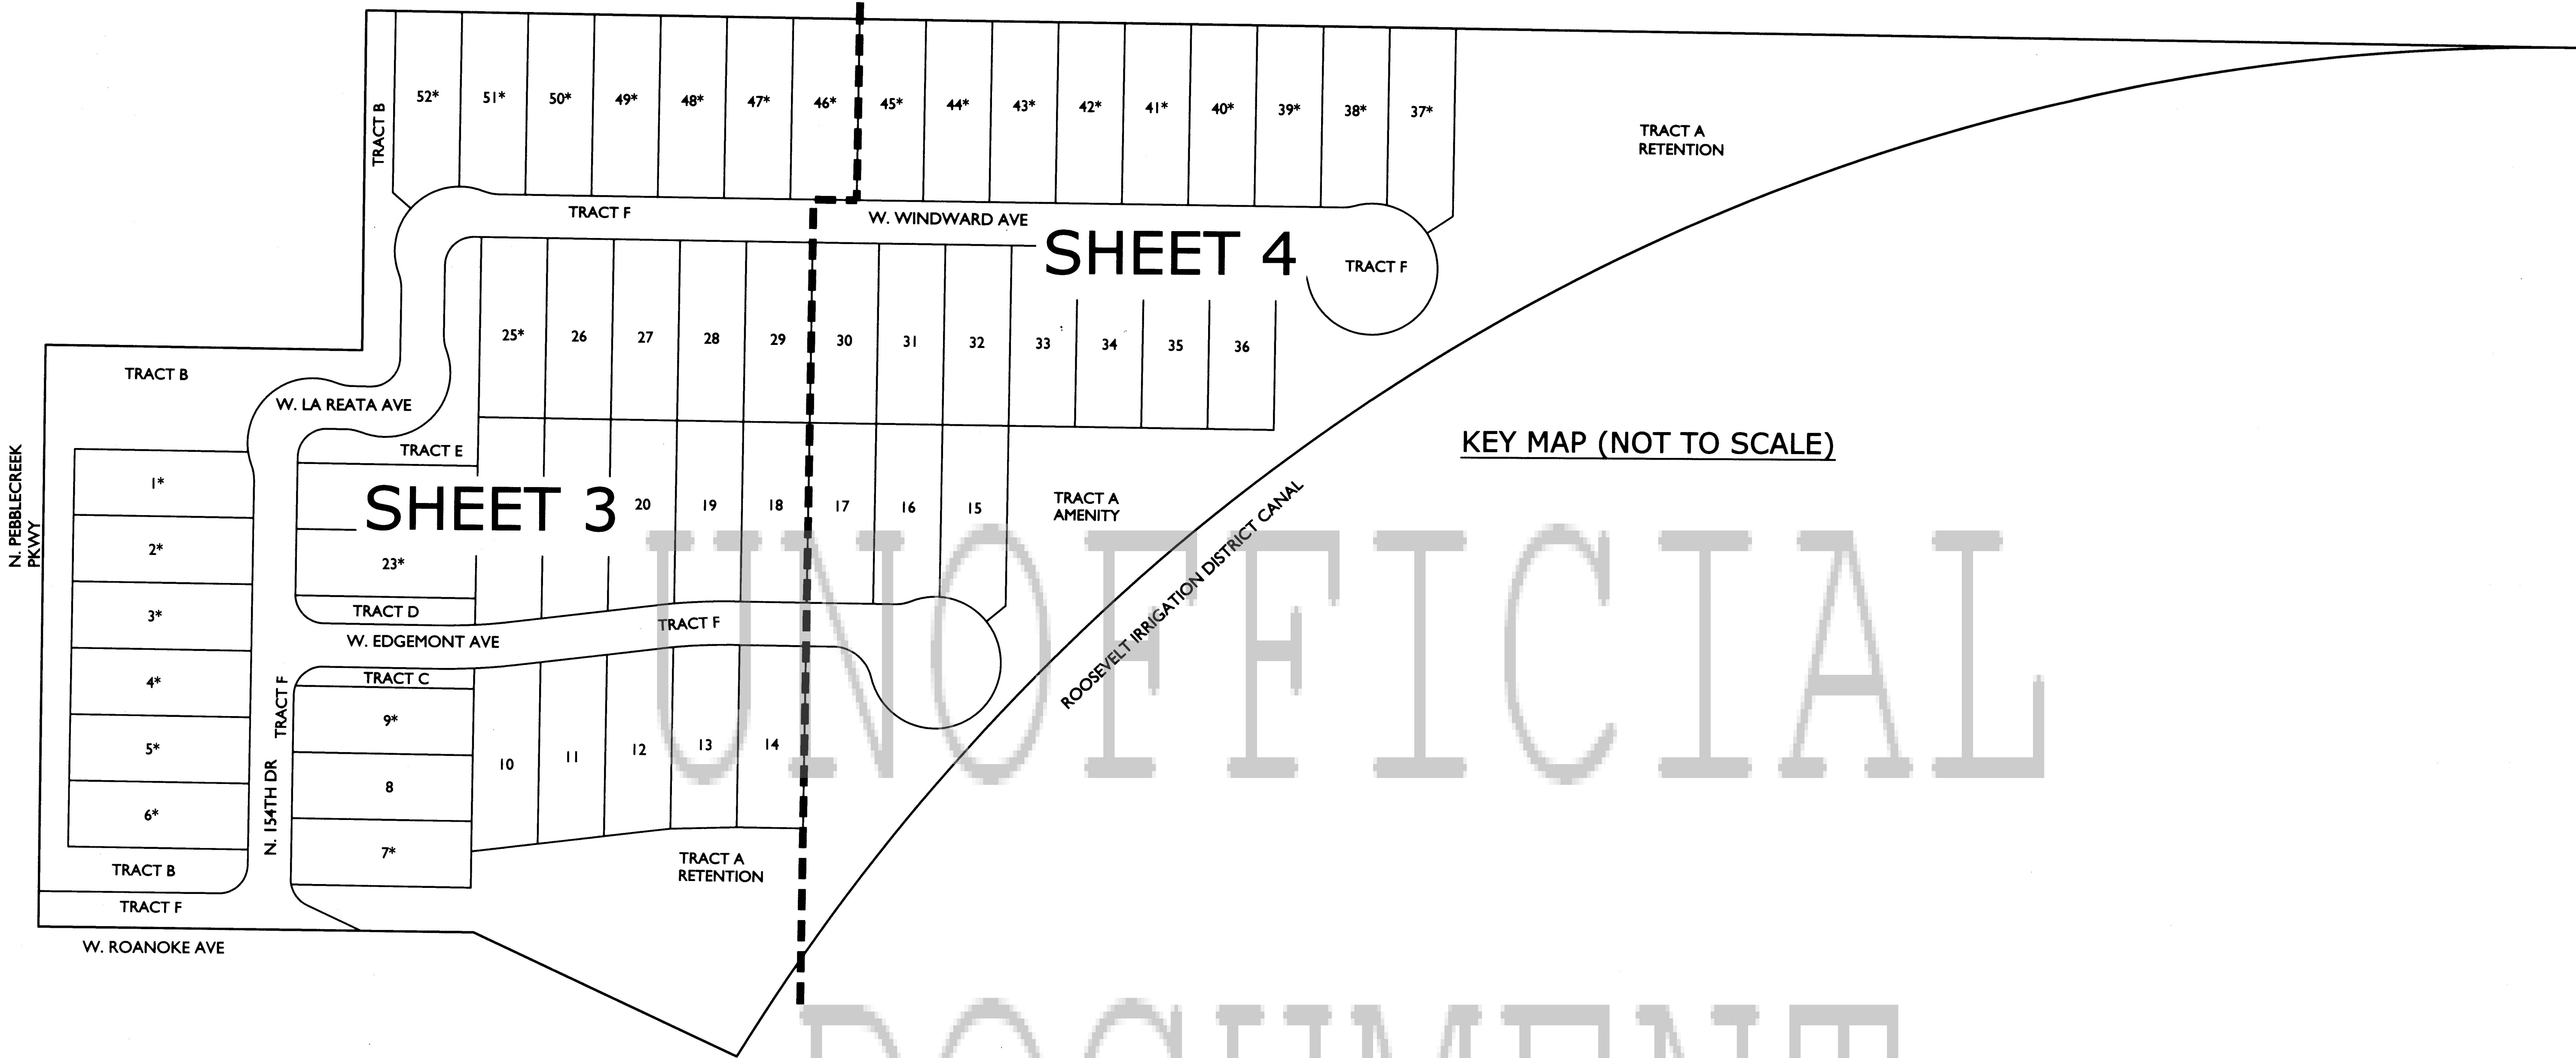 52*
51*
50*
49*
48*
47*
46*
45*
44*
43*
42*
41*
40*
39*
38*
37*
TRACT B
TRACT A
RETENTION
TRACT F
W. WINDWARD AVE
SHEET 4
TRACT F
25*
26
27
28
29
30
31
32
33
34
35
36
TRACT B
W. LA REATA AVE
KEY MAP (NOT TO SCALE)
TRACT E
N. PEBBLECREEK
PKWY
1*
2*
3*
4*
5*
6*
SHEET 3
20
19
18
17
16
15
TRACT A
AMENITY
23*
TRACT D
W. EDGEMONT AVE
TRACT F
ROOSEVELT IRRIGATION DISTRICT CANAL
TRACT C
TRACT F
N. 154TH DR
9*
8
7*
10
11
12
13
14
TRACT A
RETENTION
TRACT B
TRACT F
W. ROANOKE AVE
UNOFFICIAL
DOCUMENT